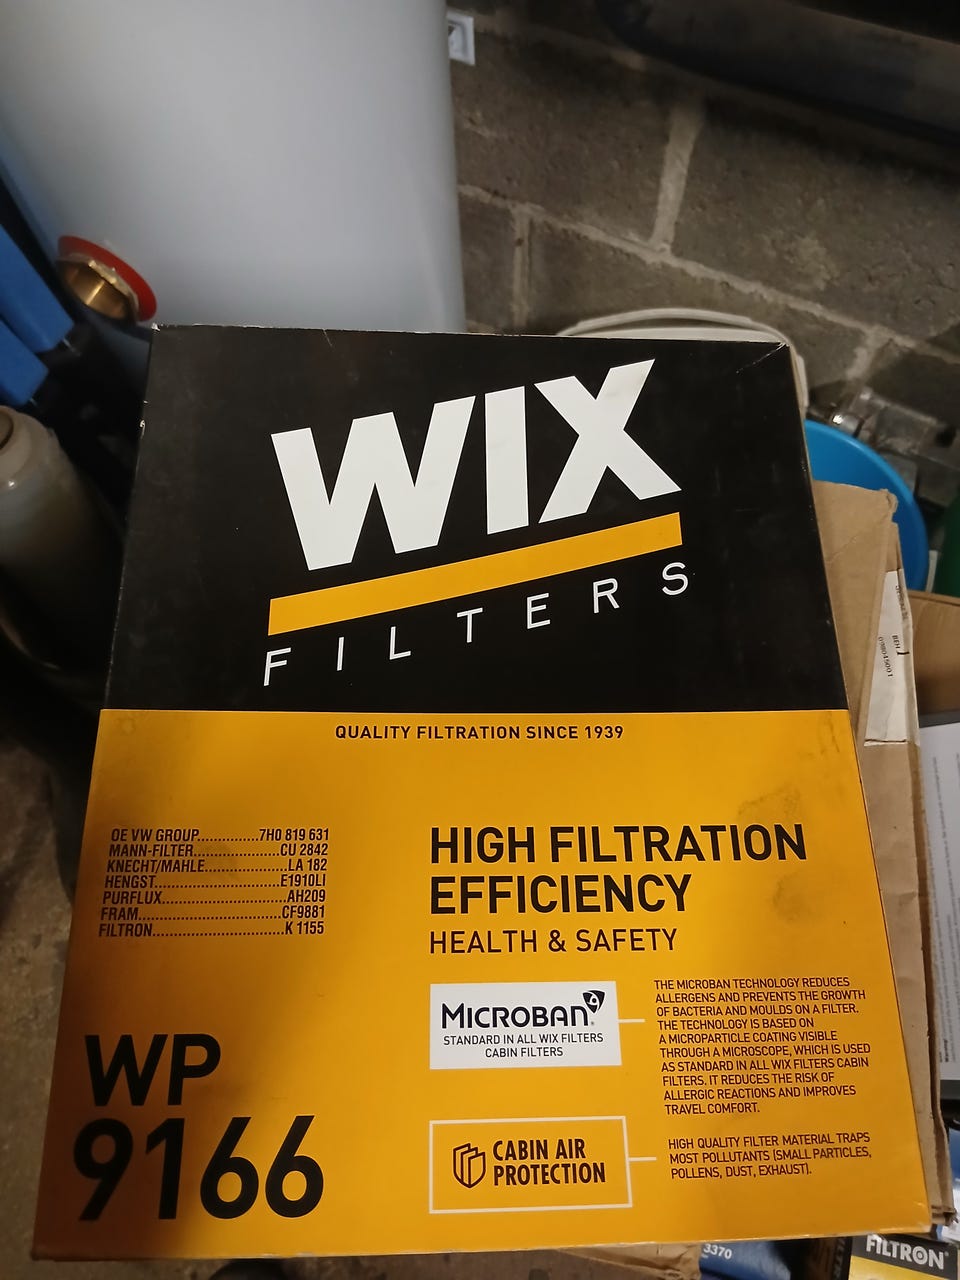 WIX
FILTERS
QUALITY FILTRATION SINCE 1939
OE VW GROUP..............7H0 819 631
MANN-FILTER....................CU 2842
KNECHT/MAHLE...................LA 182
HENGST............................E1910LI
PURFLUX............................AH209
FRAM.................................CF9881
FILTRON..............................K 1155
HIGH FILTRATION
EFFICIENCY
HEALTH & SAFETY
MICROBAN®
STANDARD IN ALL WIX FILTERS
CABIN FILTERS
THE MICROBAN TECHNOLOGY REDUCES
ALLERGENS AND PREVENTS THE GROWTH
OF BACTERIA AND MOULDS ON A FILTER.
THE TECHNOLOGY IS BASED ON
A MICROPARTICLE COATING VISIBLE
THROUGH A MICROSCOPE, WHICH IS USED
AS STANDARD IN ALL WIX FILTERS CABIN
FILTERS. IT REDUCES THE RISK OF
ALLERGIC REACTIONS AND IMPROVES
TRAVEL COMFORT.
WP
9166
CABIN AIR
PROTECTION
HIGH QUALITY FILTER MATERIAL TRAPS
MOST POLLUTANTS (SMALL PARTICLES,
POLLENS, DUST, EXHAUST).
3370
FILTRON®